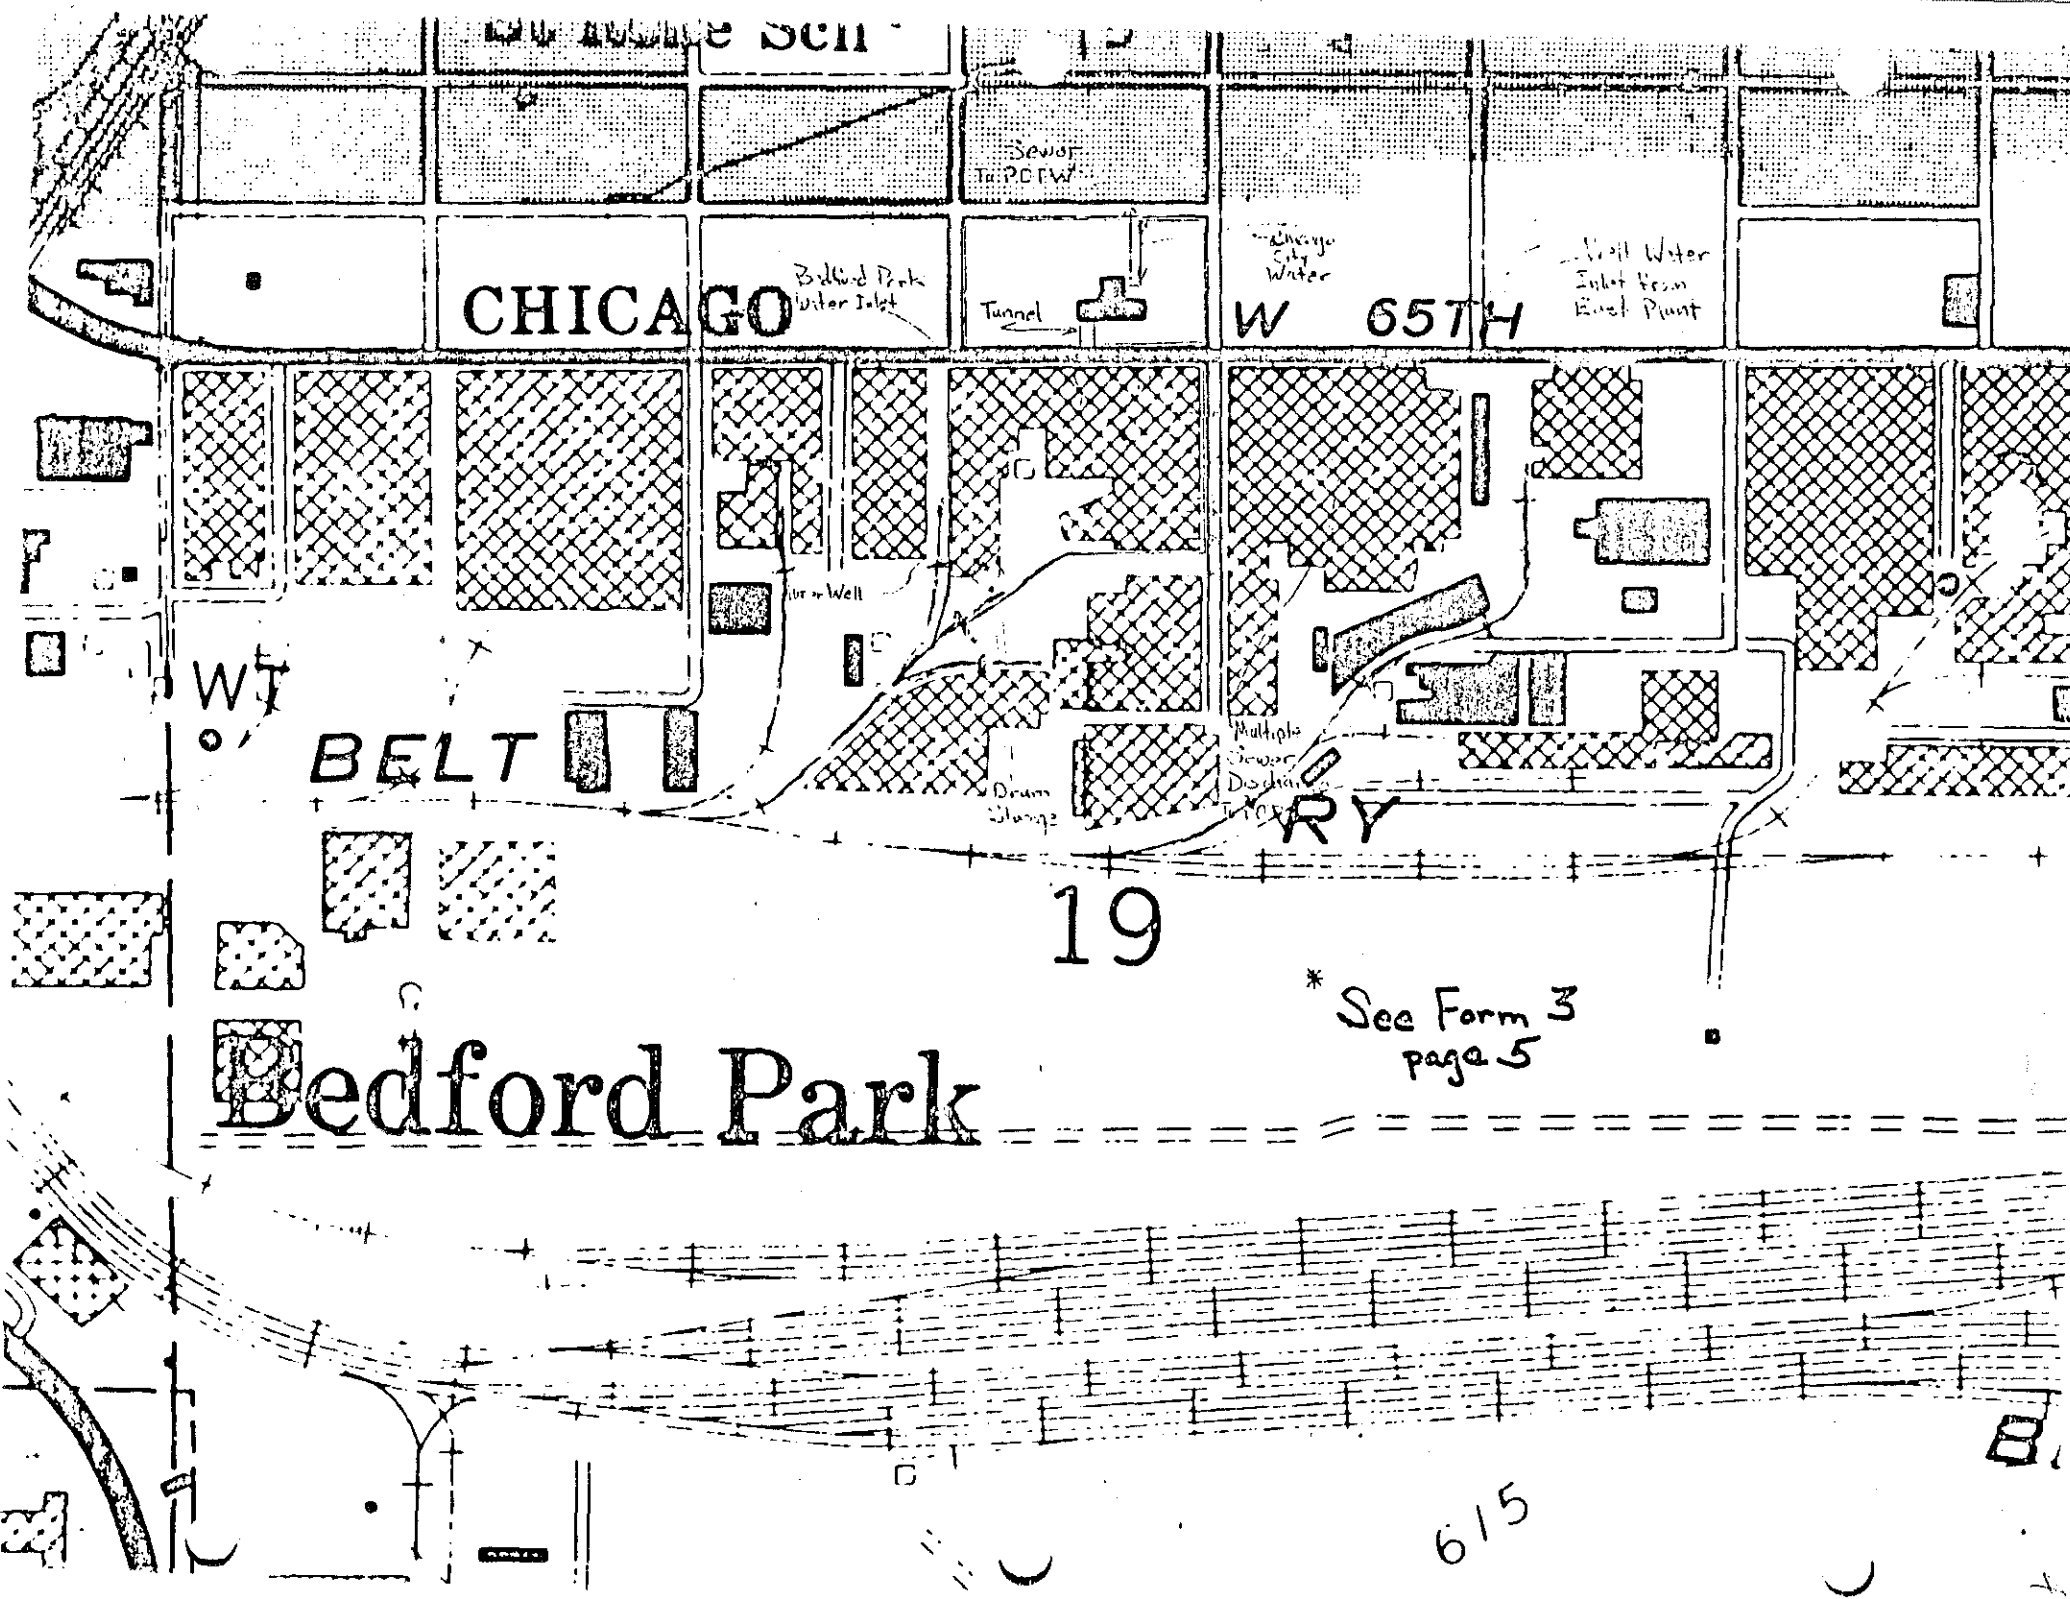 Sch
Sewer
To POTW
Chicago
City
Water
Well Water
Inlet From
East Plant
Bedford Park
Water Inlet
Tunnel
CHICAGO
W 65TH
Well
WT
BELT
Multiple
Sewer
Drum
Storage
RY
19
* See Form 3
page 5
Bedford Park
B
615